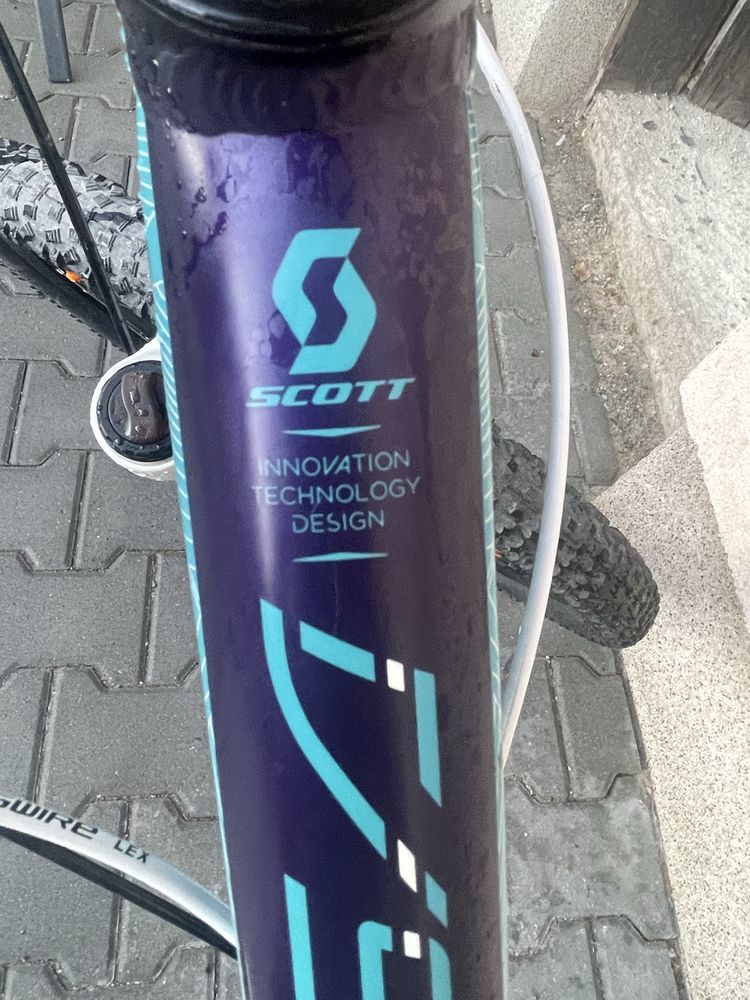 SCOTT
INNOVATION
TECHNOLOGY
DESIGN
LEX